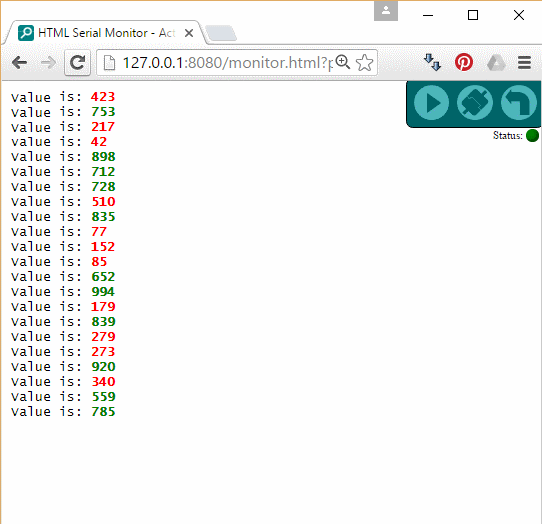 HTML Serial Monitor - Act
127.0.0.1:8080/monitor.html?p
Status:
Value is: 423
Value is: 753
Value is: 217
Value is: 42
Value is: 898
Value is: 712
Value is: 728
Value is: 510
Value is: 835
Value is: 77
Value is: 152
Value is: 85
Value is: 652
Value is: 994
Value is: 179
Value is: 839
Value is: 279
Value is: 273
Value is: 920
Value is: 340
Value is: 559
Value is: 785